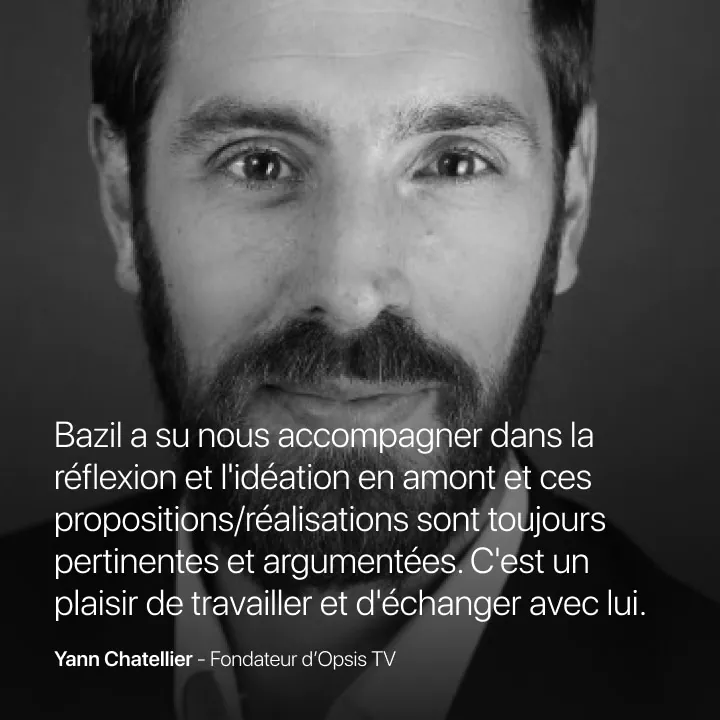 Bazil a su nous accompagner dans la
réflexion et l'idéation en amont et ces
propositions/réalisations sont toujours
pertinentes et argumentées. C'est un
plaisir de travailler et d'échanger avec lui.
Yann Chatellier - Fondateur d’Opsis TV